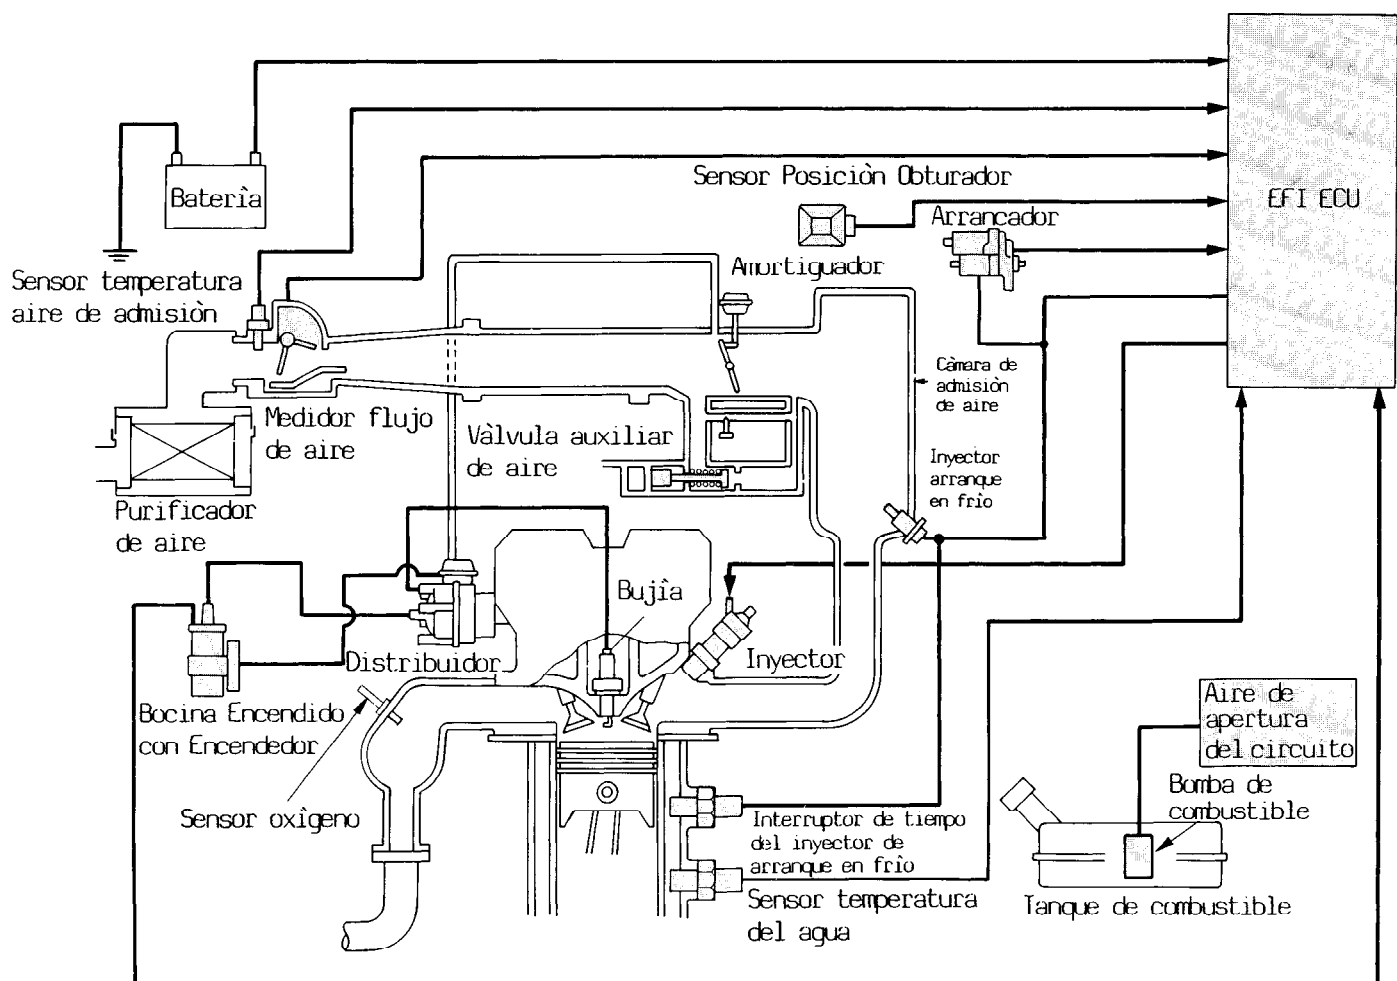 EFI ECU
Baterìa
Sensor Posiciòn Obturador
Arrancador
Amortiguador
Sensor temperatura
aire de admisiòn
Medidor flujo
de aire
Purificador
de aire
Vàlvula auxiliar
de aire
Càmara de
admisiòn
de aire
Inyector
arranque
en frìo
Bujìa
Distribuidor
Inyector
Bocina Encendido
con Encendedor
Sensor oxìgeno
Interruptor de tiempo
del inyector de
arranque en frìo
Sensor temperatura
del agua
Aire de
apertura
del circuito
Bomba de
combustible
Tanque de combustible